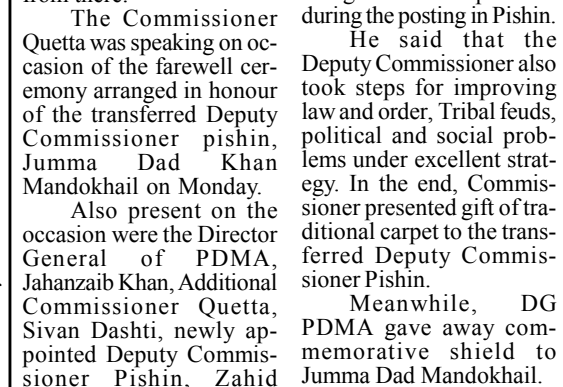 from there.
The Commissioner
Quetta was speaking on oc-
casion of the farewell cer-
emony arranged in honour
of the transferred Deputy
Commissioner pishin,
Jumma Dad Khan
Mandokhail on Monday.
Also present on the
occasion were the Director
General of PDMA,
Jahanzaib Khan, Additional
Commissioner Quetta,
Sivan Dashti, newly ap-
pointed Deputy Commis-
sioner Pishin, Zahid
during the posting in Pishin.
He said that the
Deputy Commissioner also
took steps for improving
law and order, Tribal feuds,
political and social prob-
lems under excellent strat-
egy. In the end, Commis-
sioner presented gift of tra-
ditional carpet to the trans-
ferred Deputy Commis-
sioner Pishin.
Meanwhile, DG
PDMA gave away com-
memorative shield to
Jumma Dad Mandokhail.